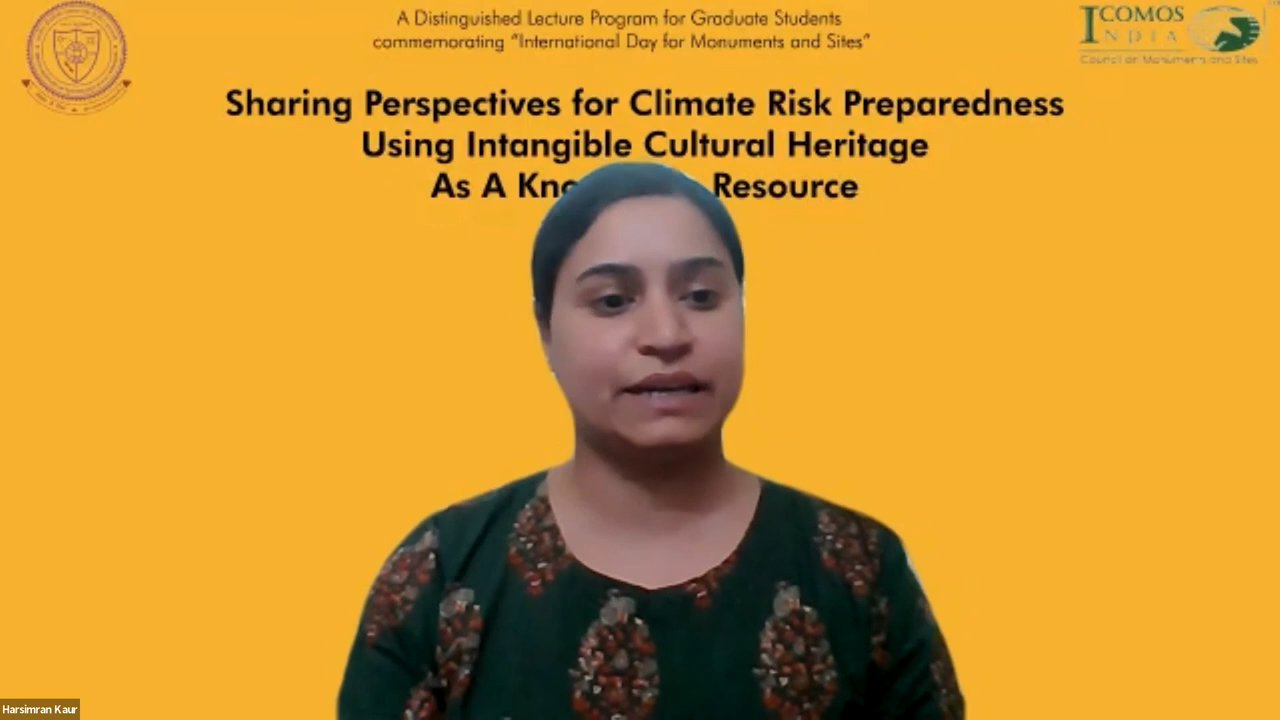 A Distinguished Lecture Program for Graduate Students
commemorating "International Day for Monuments and Sites"
ICOMOS
INDIA
Council on Monuments and Sites
Sharing Perspectives for Climate Risk Preparedness
Using Intangible Cultural Heritage
As A Kno Resource
Harsimran Kaur